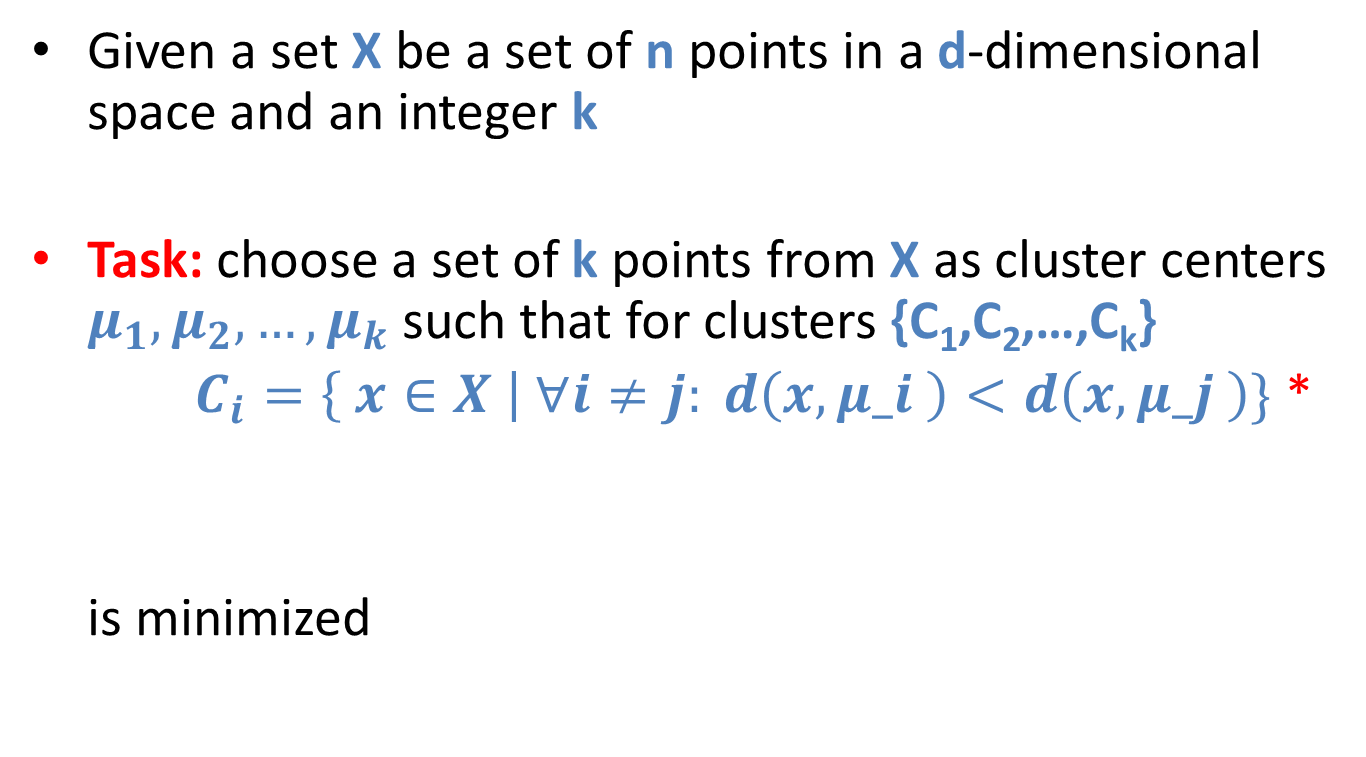 • Given a set X be a set of n points in a d-dimensional
space and an integer k
• Task: choose a set of k points from X as cluster centers
μ₁, μ₂, … , μₖ such that for clusters {C₁,C₂,…,Cₖ}
Cᵢ = { x ∈ X | ∀i ≠ j: d(x, μ_i ) < d(x, μ_j )} *
is minimized